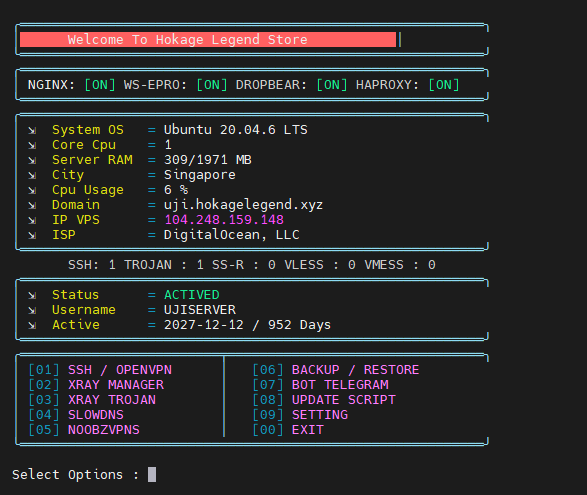 Welcome To Hokage Legend Store
NGINX: [ON] WS-EPRO: [ON] DROPBEAR: [ON] HAPROXY: [ON]
System OS = Ubuntu 20.04.6 LTS
Core Cpu = 1
Server RAM = 309/1971 MB
City = Singapore
Cpu Usage = 6 %
Domain = uji.hokagelegend.xyz
IP VPS = 104.248.159.148
ISP = DigitalOcean, LLC
SSH: 1 TROJAN : 1 SS-R : 0 VLESS : 0 VMESS : 0
Status = ACTIVED
Username = UJISERVER
Active = 2027-12-12 / 952 Days
[01] SSH / OPENVPN [06] BACKUP / RESTORE
[02] XRAY MANAGER [07] BOT TELEGRAM
[03] XRAY TROJAN [08] UPDATE SCRIPT
[04] SLOWDNS [09] SETTING
[05] NOOBZVPNS [00] EXIT
Select Options :